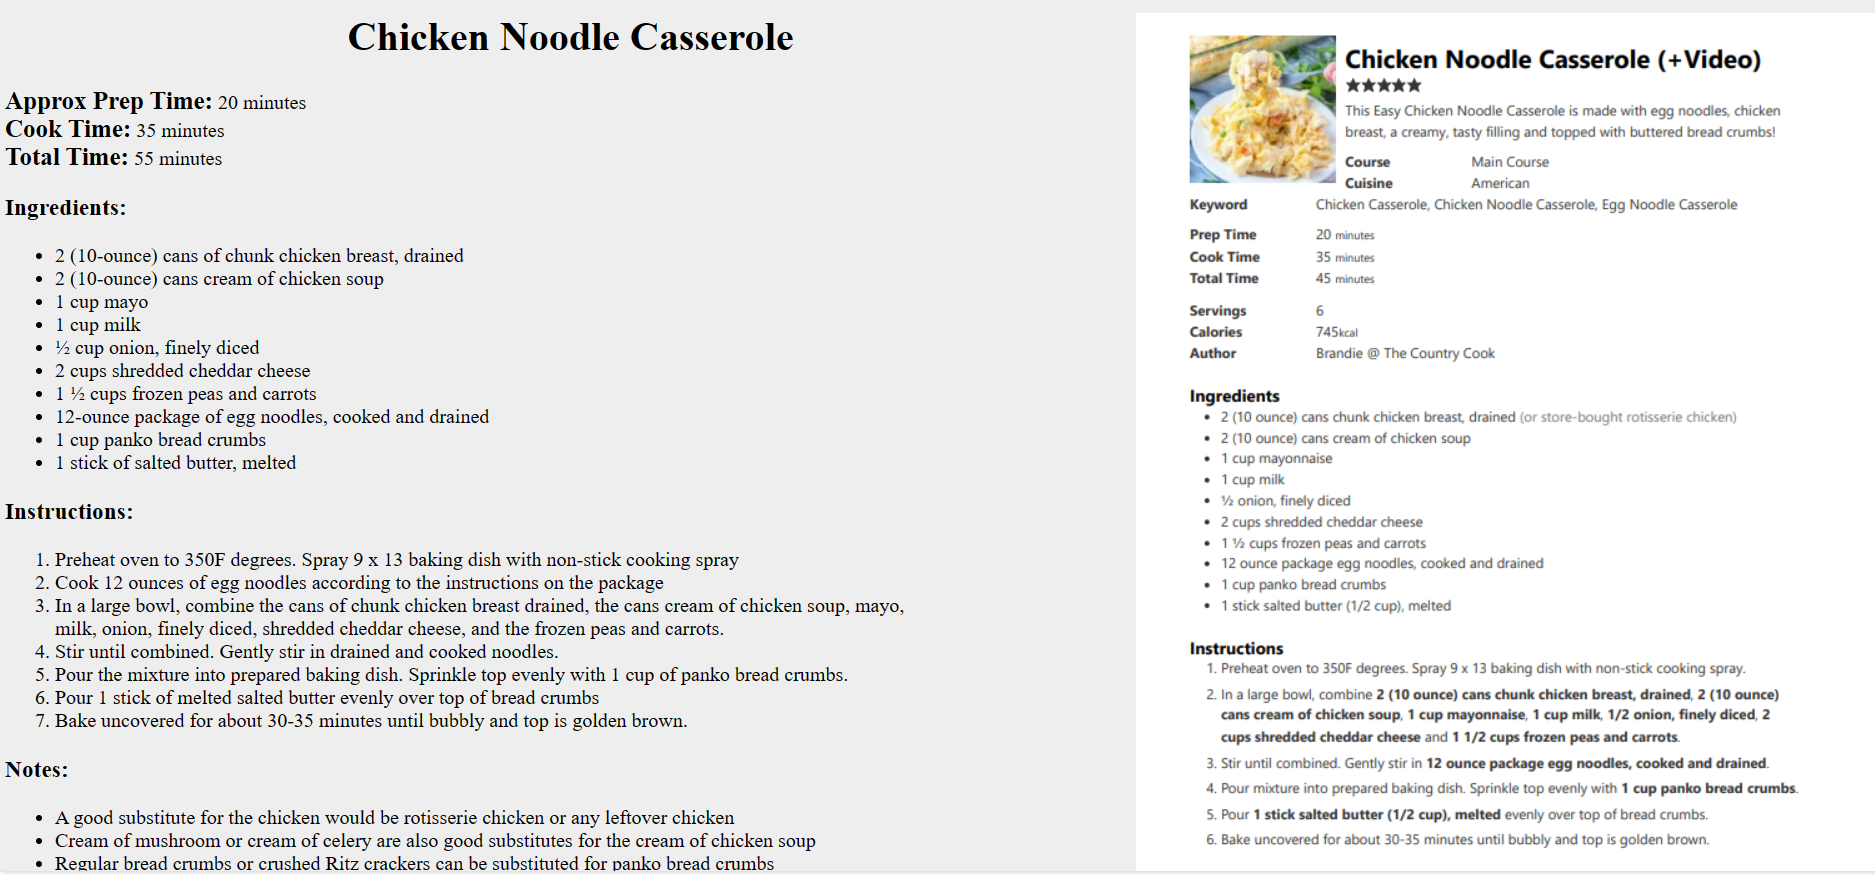 Chicken Noodle Casserole
Approx Prep Time: 20 minutes
Cook Time: 35 minutes
Total Time: 55 minutes
Ingredients:
• 2 (10-ounce) cans of chunk chicken breast, drained
• 2 (10-ounce) cans cream of chicken soup
• 1 cup mayo
• 1 cup milk
• ½ cup onion, finely diced
• 2 cups shredded cheddar cheese
• 1 ½ cups frozen peas and carrots
• 12-ounce package of egg noodles, cooked and drained
• 1 cup panko bread crumbs
• 1 stick of salted butter, melted
Instructions:
1. Preheat oven to 350F degrees. Spray 9 x 13 baking dish with non-stick cooking spray
2. Cook 12 ounces of egg noodles according to the instructions on the package
3. In a large bowl, combine the cans of chunk chicken breast drained, the cans cream of chicken soup, mayo,
milk, onion, finely diced, shredded cheddar cheese, and the frozen peas and carrots.
4. Stir until combined. Gently stir in drained and cooked noodles.
5. Pour the mixture into prepared baking dish. Sprinkle top evenly with 1 cup of panko bread crumbs.
6. Pour 1 stick of melted salted butter evenly over top of bread crumbs
7. Bake uncovered for about 30-35 minutes until bubbly and top is golden brown.
Notes:
• A good substitute for the chicken would be rotisserie chicken or any leftover chicken
• Cream of mushroom or cream of celery are also good substitutes for the cream of chicken soup
• Regular bread crumbs or crushed Ritz crackers can be substituted for panko bread crumbs
Chicken Noodle Casserole (+Video)
★★★★★
This Easy Chicken Noodle Casserole is made with egg noodles, chicken
breast, a creamy, tasty filling and topped with buttered bread crumbs!
Course Main Course
Cuisine American
Keyword Chicken Casserole, Chicken Noodle Casserole, Egg Noodle Casserole
Prep Time 20 minutes
Cook Time 35 minutes
Total Time 45 minutes
Servings 6
Calories 745kcal
Author Brandie @ The Country Cook
Ingredients
• 2 (10 ounce) cans chunk chicken breast, drained (or store-bought rotisserie chicken)
• 2 (10 ounce) cans cream of chicken soup
• 1 cup mayonnaise
• 1 cup milk
• ½ onion, finely diced
• 2 cups shredded cheddar cheese
• 1 ½ cups frozen peas and carrots
• 12 ounce package egg noodles, cooked and drained
• 1 cup panko bread crumbs
• 1 stick salted butter (1/2 cup), melted
Instructions
1. Preheat oven to 350F degrees. Spray 9 x 13 baking dish with non-stick cooking spray.
2. In a large bowl, combine 2 (10 ounce) cans chunk chicken breast, drained, 2 (10 ounce)
cans cream of chicken soup, 1 cup mayonnaise, 1 cup milk, 1/2 onion, finely diced, 2
cups shredded cheddar cheese and 1 1/2 cups frozen peas and carrots.
3. Stir until combined. Gently stir in 12 ounce package egg noodles, cooked and drained.
4. Pour mixture into prepared baking dish. Sprinkle top evenly with 1 cup panko bread crumbs.
5. Pour 1 stick salted butter (1/2 cup), melted evenly over top of bread crumbs.
6. Bake uncovered for about 30-35 minutes until bubbly and top is golden brown.